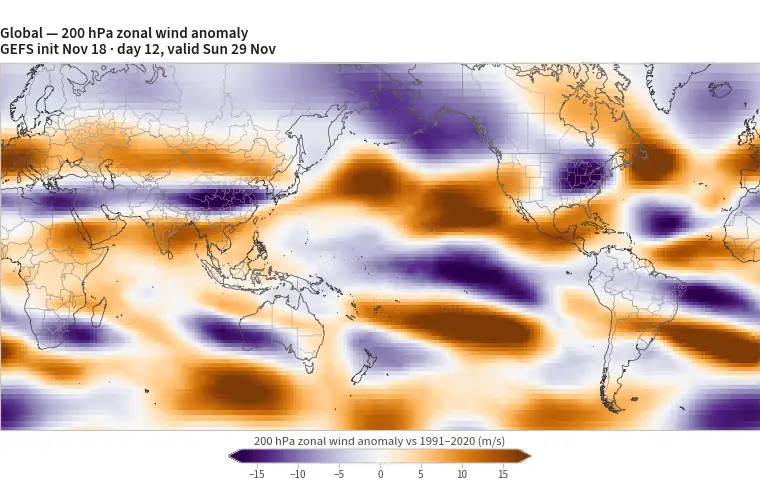 Global — 200 hPa zonal wind anomaly
GEFS init Nov 18 · day 12, valid Sun 29 Nov
200 hPa zonal wind anomaly vs 1991–2020 (m/s)
−15 −10 −5 0 5 10 15